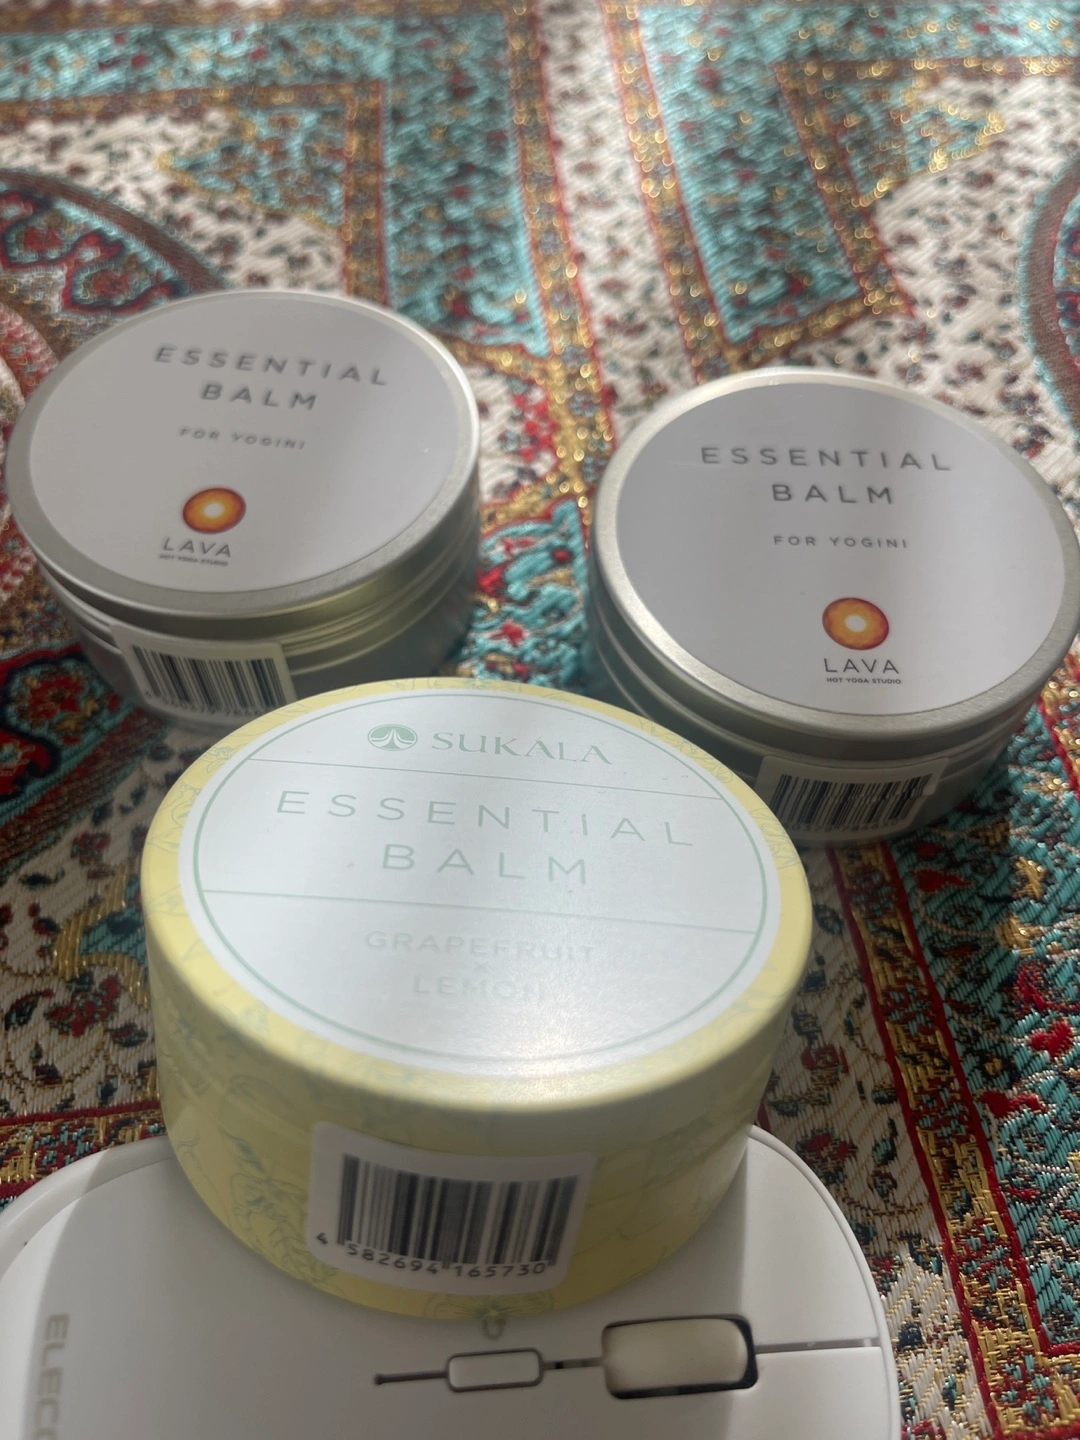 ESSENTIAL
BALM
FOR YOGINI
LAVA
HOT YOGA STUDIO
ESSENTIAL
BALM
FOR YOGINI
LAVA
HOT YOGA STUDIO
SUKALA
ESSENTIAL
BALM
GRAPEFRUIT
×
LEMON
4 582694 165730